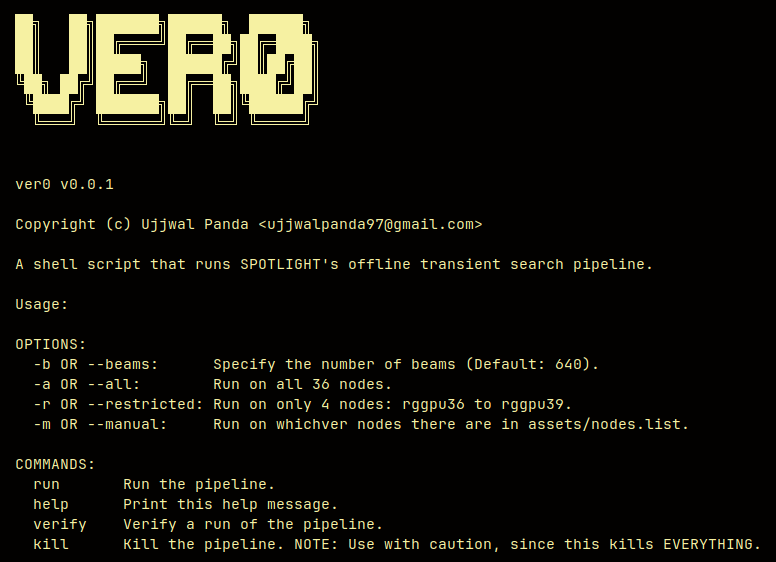 VER0
ver0 v0.0.1
Copyright (c) Ujjwal Panda <ujjwalpanda97@gmail.com>
A shell script that runs SPOTLIGHT's offline transient search pipeline.
Usage:
OPTIONS:
-b OR --beams: Specify the number of beams (Default: 640).
-a OR --all: Run on all 36 nodes.
-r OR --restricted: Run on only 4 nodes: rggpu36 to rggpu39.
-m OR --manual: Run on whichver nodes there are in assets/nodes.list.
COMMANDS:
run Run the pipeline.
help Print this help message.
verify Verify a run of the pipeline.
kill Kill the pipeline. NOTE: Use with caution, since this kills EVERYTHING.